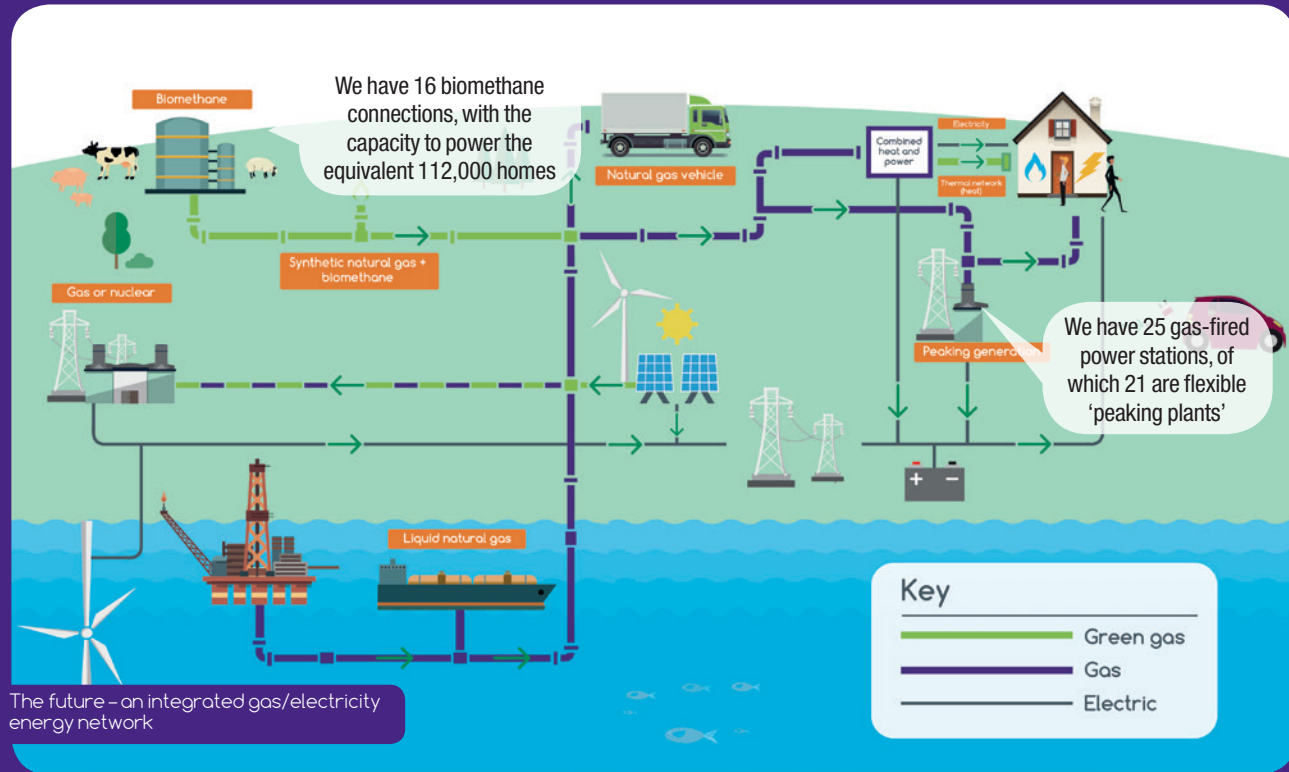 Biomethane
We have 16 biomethane
connections, with the
capacity to power the
equivalent 112,000 homes
Natural gas vehicle
Combined
heat and
power
Electricity
Thermal network
(heat)
Synthetic natural gas +
biomethane
Gas or nuclear
Peaking generation
We have 25 gas-fired
power stations, of
which 21 are flexible
‘peaking plants’
+ −
Liquid natural gas
Key
Green gas
Gas
Electric
The future – an integrated gas/electricity
energy network